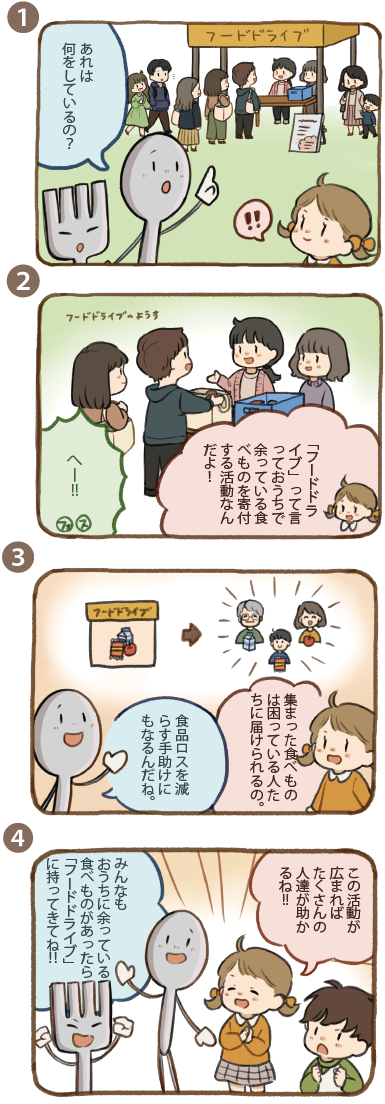 1
フードドライブ
あれは
何をしているの?
!!
2
フードドライブのようす
「フードドラ
イブ」って言
っておうちで
余っている食
べものを寄付
する活動なん
だよ!
へー!!
フォ ス
3
フードドライブ
集まった食べもの
は困っている人た
ちに届けられるの。
食品ロスを減
らす手助けに
もなるんだね。
4
この活動が
広まれば
たくさんの
人達が助か
るね!!
みんなも
おうちに余っている
食べものがあったら
「フードドライブ」
に持ってきてね!!